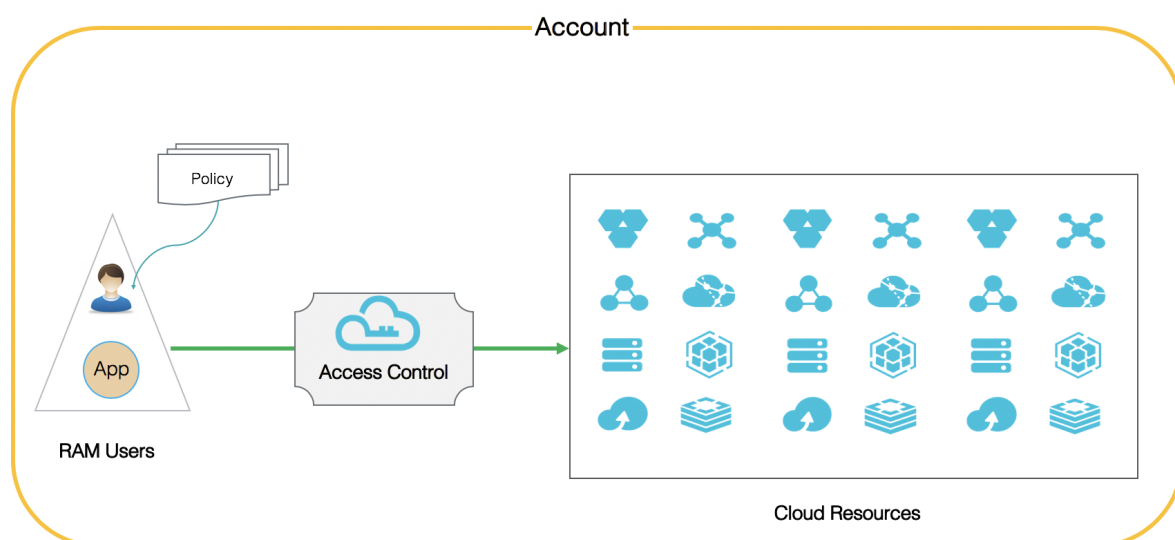 Account
Policy
App
Access Control
RAM Users
Cloud Resources